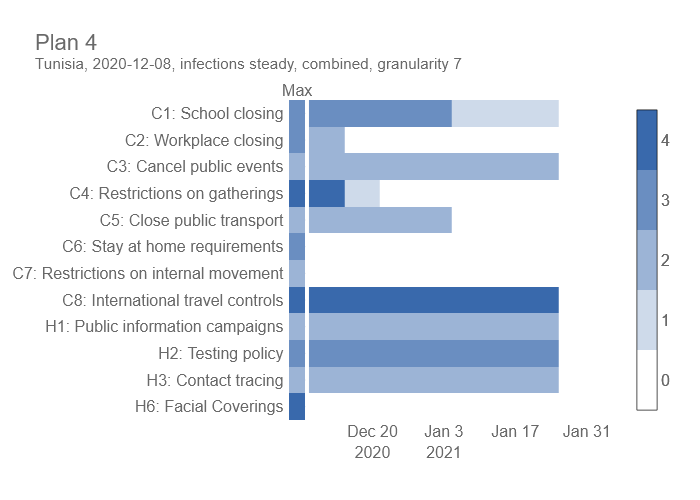 Plan 4
Tunisia, 2020-12-08, infections steady, combined, granularity 7
Max
C1: School closing
C2: Workplace closing
C3: Cancel public events
C4: Restrictions on gatherings
C5: Close public transport
C6: Stay at home requirements
C7: Restrictions on internal movement
C8: International travel controls
H1: Public information campaigns
H2: Testing policy
H3: Contact tracing
H6: Facial Coverings
Dec 20 Jan 3 Jan 17 Jan 31
2020 2021
4
3
2
1
0